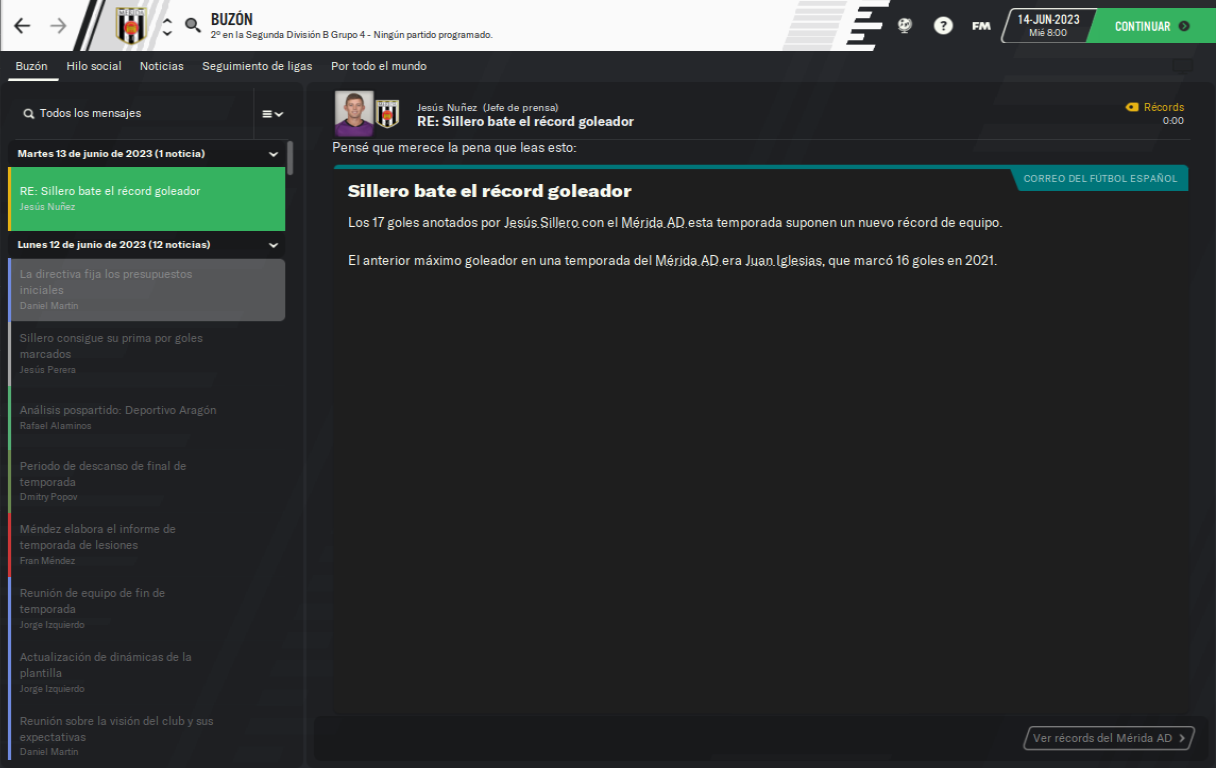 BUZÓN
2º en la Segunda División B Grupo 4 - Ningún partido programado.
FM
14-JUN-2023
Mié 8:00
CONTINUAR
Buzón
Hilo social
Noticias
Seguimiento de ligas
Por todo el mundo
Todos los mensajes
Martes 13 de junio de 2023 (1 noticia)
RE: Sillero bate el récord goleador
Jesús Nuñez
Lunes 12 de junio de 2023 (12 noticias)
La directiva fija los presupuestos
iniciales
Daniel Martín
Sillero consigue su prima por goles
marcados
Jesús Perera
Análisis pospartido: Deportivo Aragón
Rafael Alaminos
Periodo de descanso de final de
temporada
Dmitry Popov
Méndez elabora el informe de
temporada de lesiones
Fran Méndez
Reunión de equipo de fin de
temporada
Jorge Izquierdo
Actualización de dinámicas de la
plantilla
Jorge Izquierdo
Reunión sobre la visión del club y sus
expectativas
Daniel Martín
Jesús Nuñez (Jefe de prensa)
RE: Sillero bate el récord goleador
Récords
0:00
Pensé que merece la pena que leas esto:
CORREO DEL FÚTBOL ESPAÑOL
Sillero bate el récord goleador
Los 17 goles anotados por Jesús Sillero con el Mérida AD esta temporada suponen un nuevo récord de equipo.
El anterior máximo goleador en una temporada del Mérida AD era Juan Iglesias, que marcó 16 goles en 2021.
Ver récords del Mérida AD